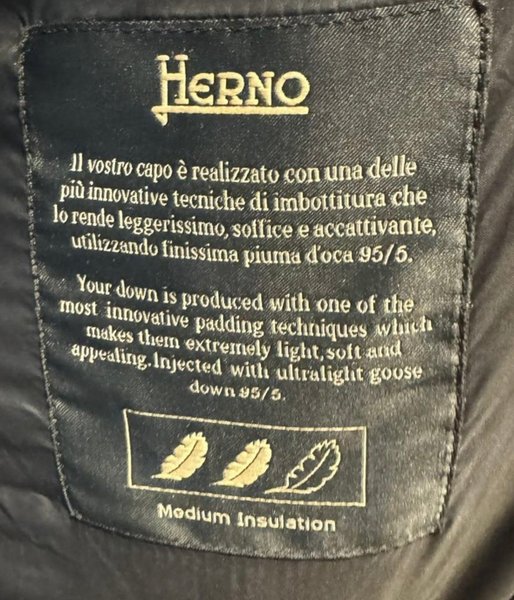 HERNO
Il vostro capo è realizzato con una delle
più innovative tecniche di imbottitura che
lo rende leggerissimo, soffice e accattivante,
utilizzando finissima piuma d'oca 95/5.
Your down is produced with one of the
most innovative padding techniques which
makes them extremely light, soft and
appealing. Injected with ultralight goose
down 95/5.
Medium Insulation